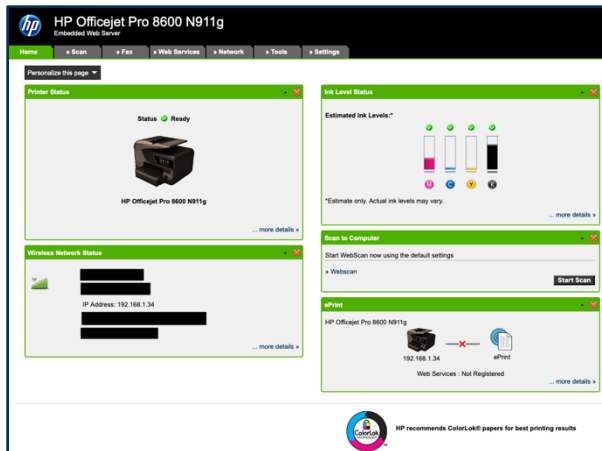 hp
HP Officejet Pro 8600 N911g
Embedded Web Server
Home
» Scan
» Fax
» Web Services
» Network
» Tools
» Settings
Personalize this page
Printer Status
Status Ready
HP Officejet Pro 8600 N911g
... more details »
Wireless Network Status
IP Address: 192.168.1.34
... more details »
Ink Level Status
Estimated Ink Levels:*
M C Y K
*Estimate only. Actual ink levels may vary.
... more details »
Scan to Computer
Start WebScan now using the default settings
» Webscan
Start Scan
ePrint
HP Officejet Pro 8600 N911g
192.168.1.34
ePrint
Web Services : Not Registered
... more details »
ColorLok
TECHNOLOGY
HP recommends ColorLok® papers for best printing results